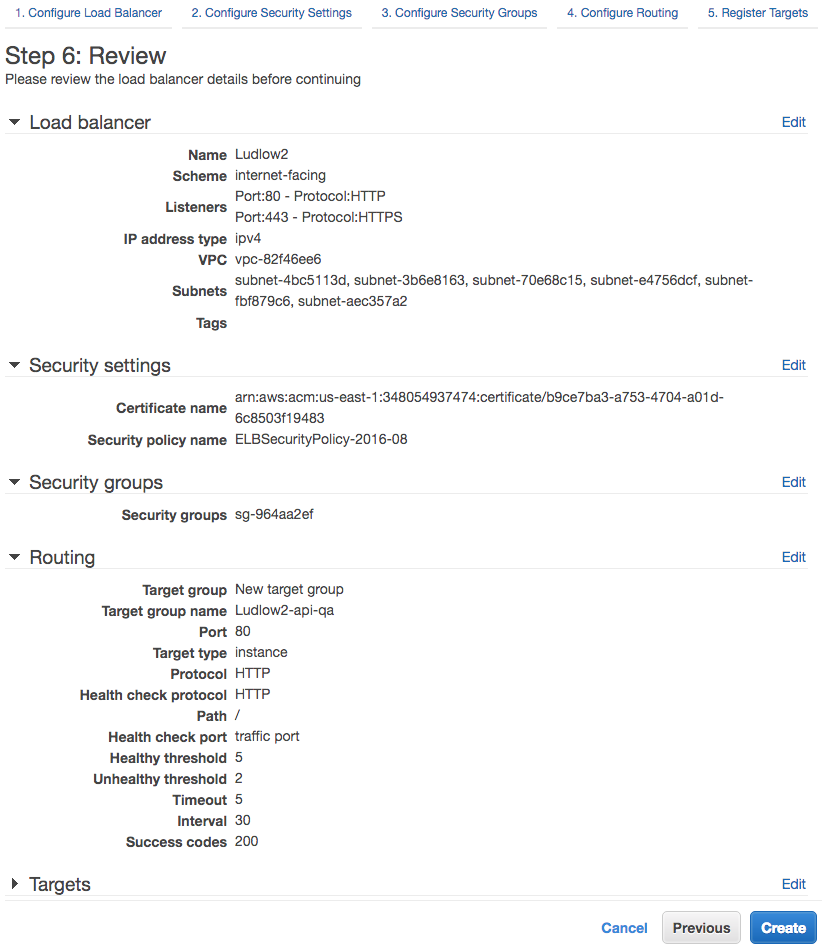 1. Configure Load Balancer 2. Configure Security Settings 3. Configure Security Groups 4. Configure Routing 5. Register Targets
Step 6: Review
Please review the load balancer details before continuing
Load balancer Edit
Name Ludlow2
Scheme internet-facing
Listeners Port:80 - Protocol:HTTP
Port:443 - Protocol:HTTPS
IP address type ipv4
VPC vpc-82f46ee6
Subnets subnet-4bc5113d, subnet-3b6e8163, subnet-70e68c15, subnet-e4756dcf, subnet-
fbf879c6, subnet-aec357a2
Tags
Security settings Edit
Certificate name arn:aws:acm:us-east-1:348054937474:certificate/b9ce7ba3-a753-4704-a01d-
6c8503f19483
Security policy name ELBSecurityPolicy-2016-08
Security groups Edit
Security groups sg-964aa2ef
Routing Edit
Target group New target group
Target group name Ludlow2-api-qa
Port 80
Target type instance
Protocol HTTP
Health check protocol HTTP
Path /
Health check port traffic port
Healthy threshold 5
Unhealthy threshold 2
Timeout 5
Interval 30
Success codes 200
Targets Edit
Cancel Previous Create